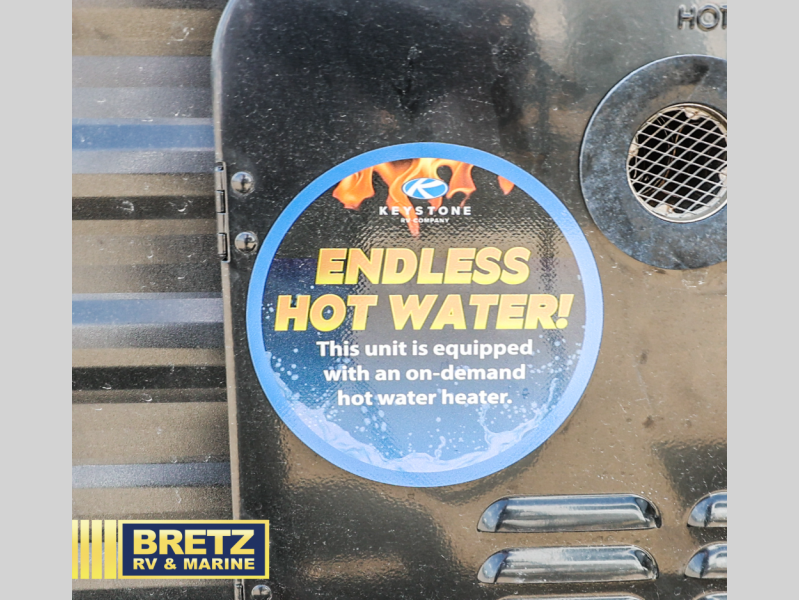 HOT
KEYSTONE
RV COMPANY
ENDLESS
HOT WATER!
This unit is equipped
with an on-demand
hot water heater.
BRETZ
RV & MARINE